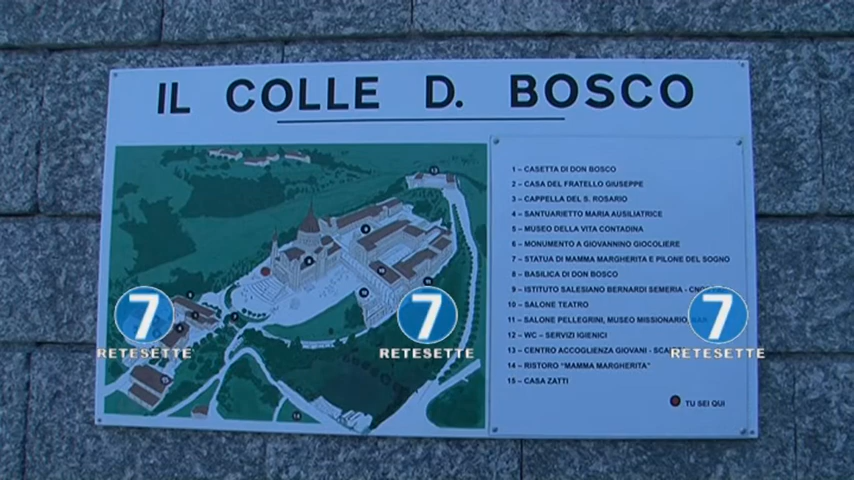 IL COLLE D. BOSCO
1 – CASETTA DI DON BOSCO
2 – CASA DEL FRATELLO GIUSEPPE
3 – CAPPELLA DEL S. ROSARIO
4 – SANTUARIETTO MARIA AUSILIATRICE
5 – MUSEO DELLA VITA CONTADINA
6 – MONUMENTO A GIOVANNINO GIOCOLIERE
7 – STATUA DI MAMMA MARGHERITA E PILONE DEL SOGNO
8 – BASILICA DI DON BOSCO
9 – ISTITUTO SALESIANO BERNARDI SEMERIA -
10 – SALONE TEATRO
11 – SALONE PELLEGRINI, MUSEO MISSIONARIO,
12 – WC – SERVIZI IGIENICI
13 – CENTRO ACCOGLIENZA GIOVANI -
14 – RISTORO "MAMMA MARGHERITA"
15 – CASA ZATTI
TU SEI QUI
7 7 7
RETESETTE RETESETTE RETESETTE